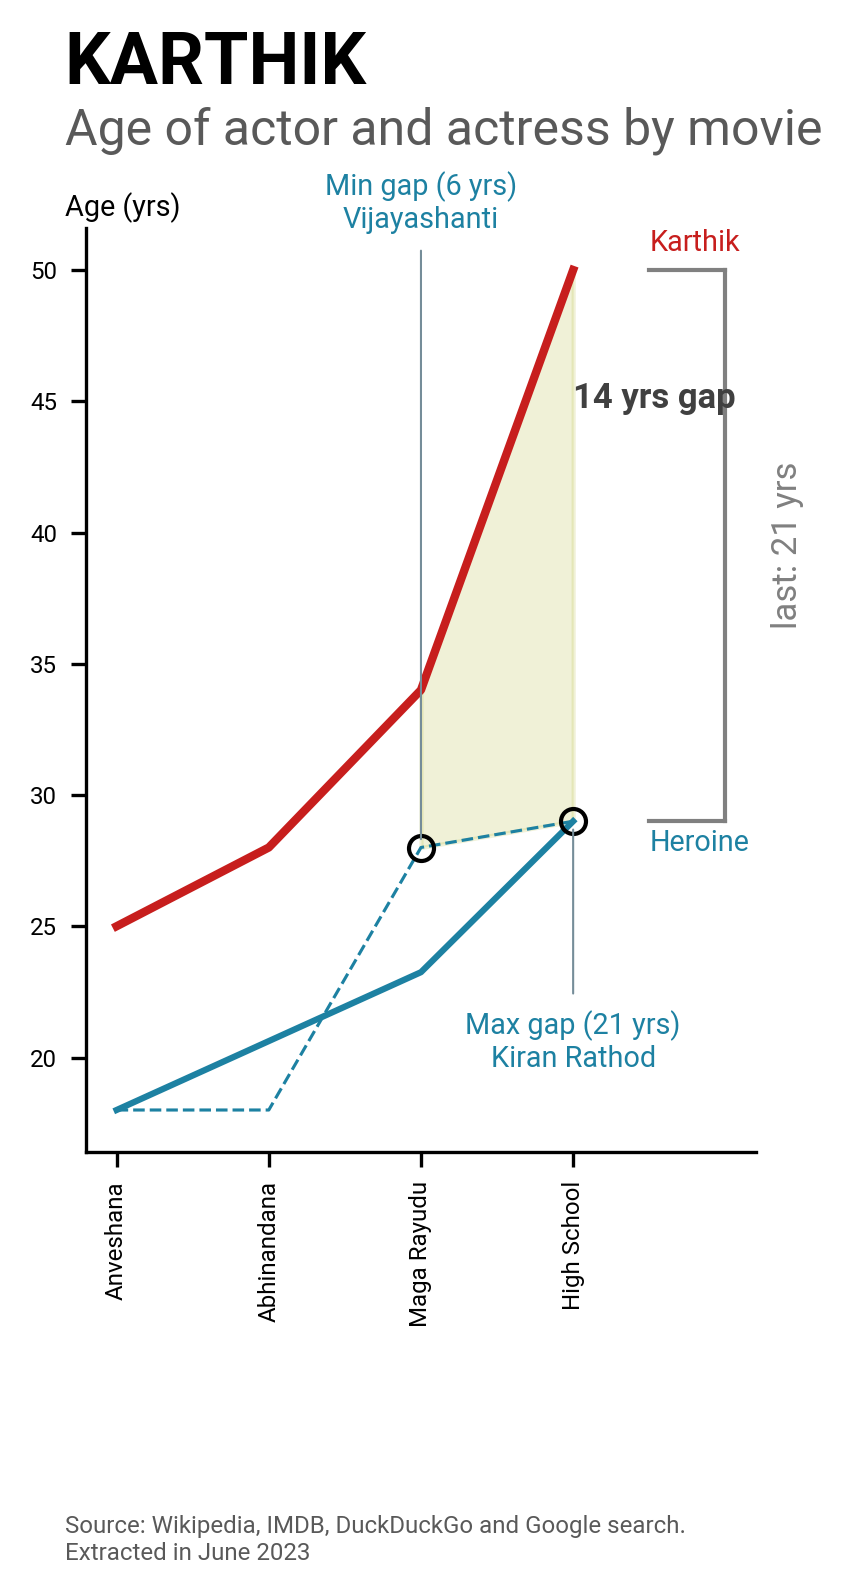 KARTHIK
Age of actor and actress by movie
Min gap (6 yrs)
Vijayashanti
Age (yrs)
Karthik
50
45
40
35
30
25
20
14 yrs gap
last: 21 yrs
Heroine
Max gap (21 yrs)
Kiran Rathod
Anveshana
Abhinandana
Maga Rayudu
High School
Source: Wikipedia, IMDB, DuckDuckGo and Google search.
Extracted in June 2023